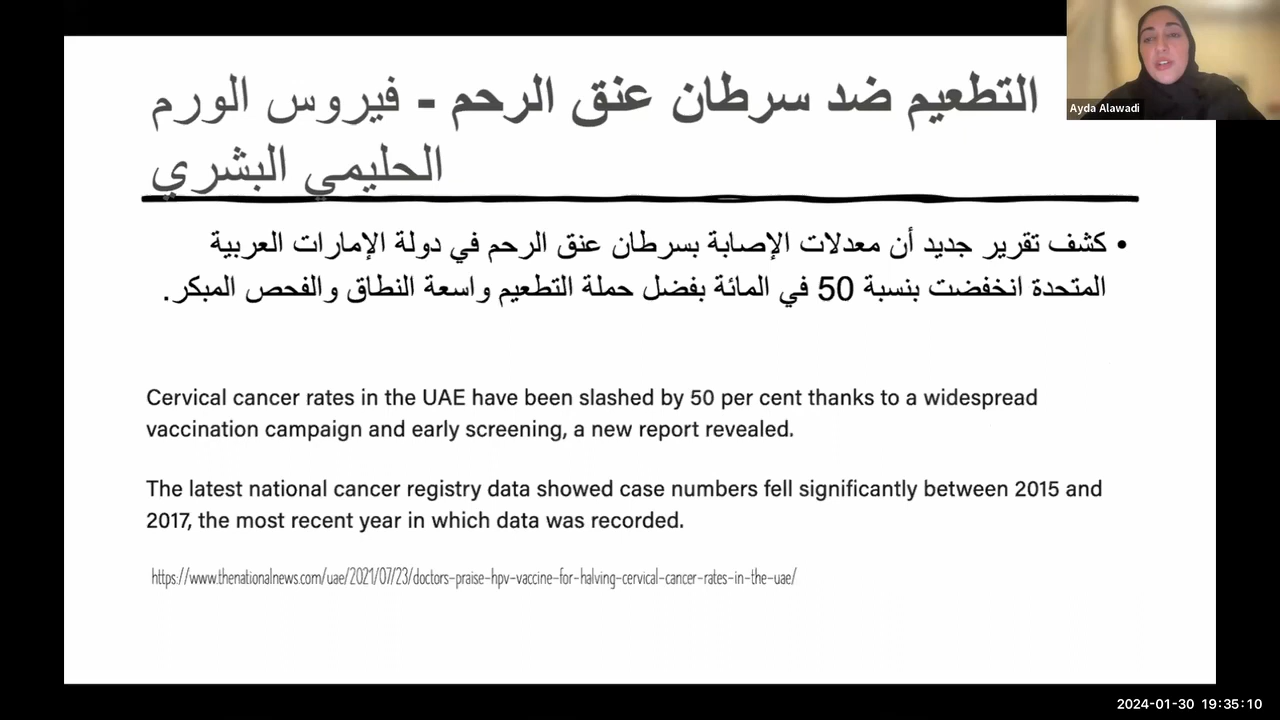 التطعيم ضد سرطان عنق الرحم - فيروس الورم
الحليمي البشري
Ayda Alawadi
• كشف تقرير جديد أن معدلات الإصابة بسرطان عنق الرحم في دولة الإمارات العربية
المتحدة انخفضت بنسبة 50 في المائة بفضل حملة التطعيم واسعة النطاق والفحص المبكر.
Cervical cancer rates in the UAE have been slashed by 50 per cent thanks to a widespread
vaccination campaign and early screening, a new report revealed.
The latest national cancer registry data showed case numbers fell significantly between 2015 and
2017, the most recent year in which data was recorded.
https://www.thenationalnews.com/uae/2021/07/23/doctors-praise-hpv-vaccine-for-halving-cervical-cancer-rates-in-the-uae/
2024-01-30 19:35:10